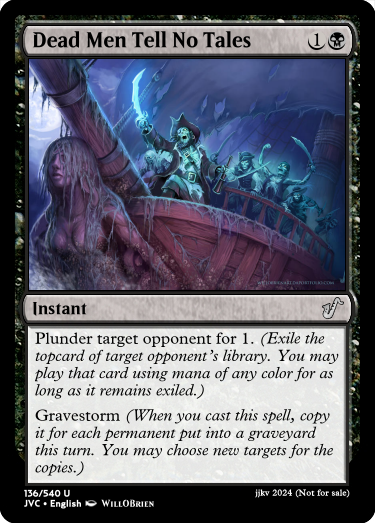 Dead Men Tell No Tales 1
Instant
Plunder target opponent for 1. (Exile the
topcard of target opponent's library. You may
play that card using mana of any color for as
long as it remains exiled.)
Gravestorm (When you cast this spell, copy
it for each permanent put into a graveyard
this turn. You may choose new targets for the
copies.)
136/540 U
jjkv 2024 (Not for sale)
JVC • English WillOBrien